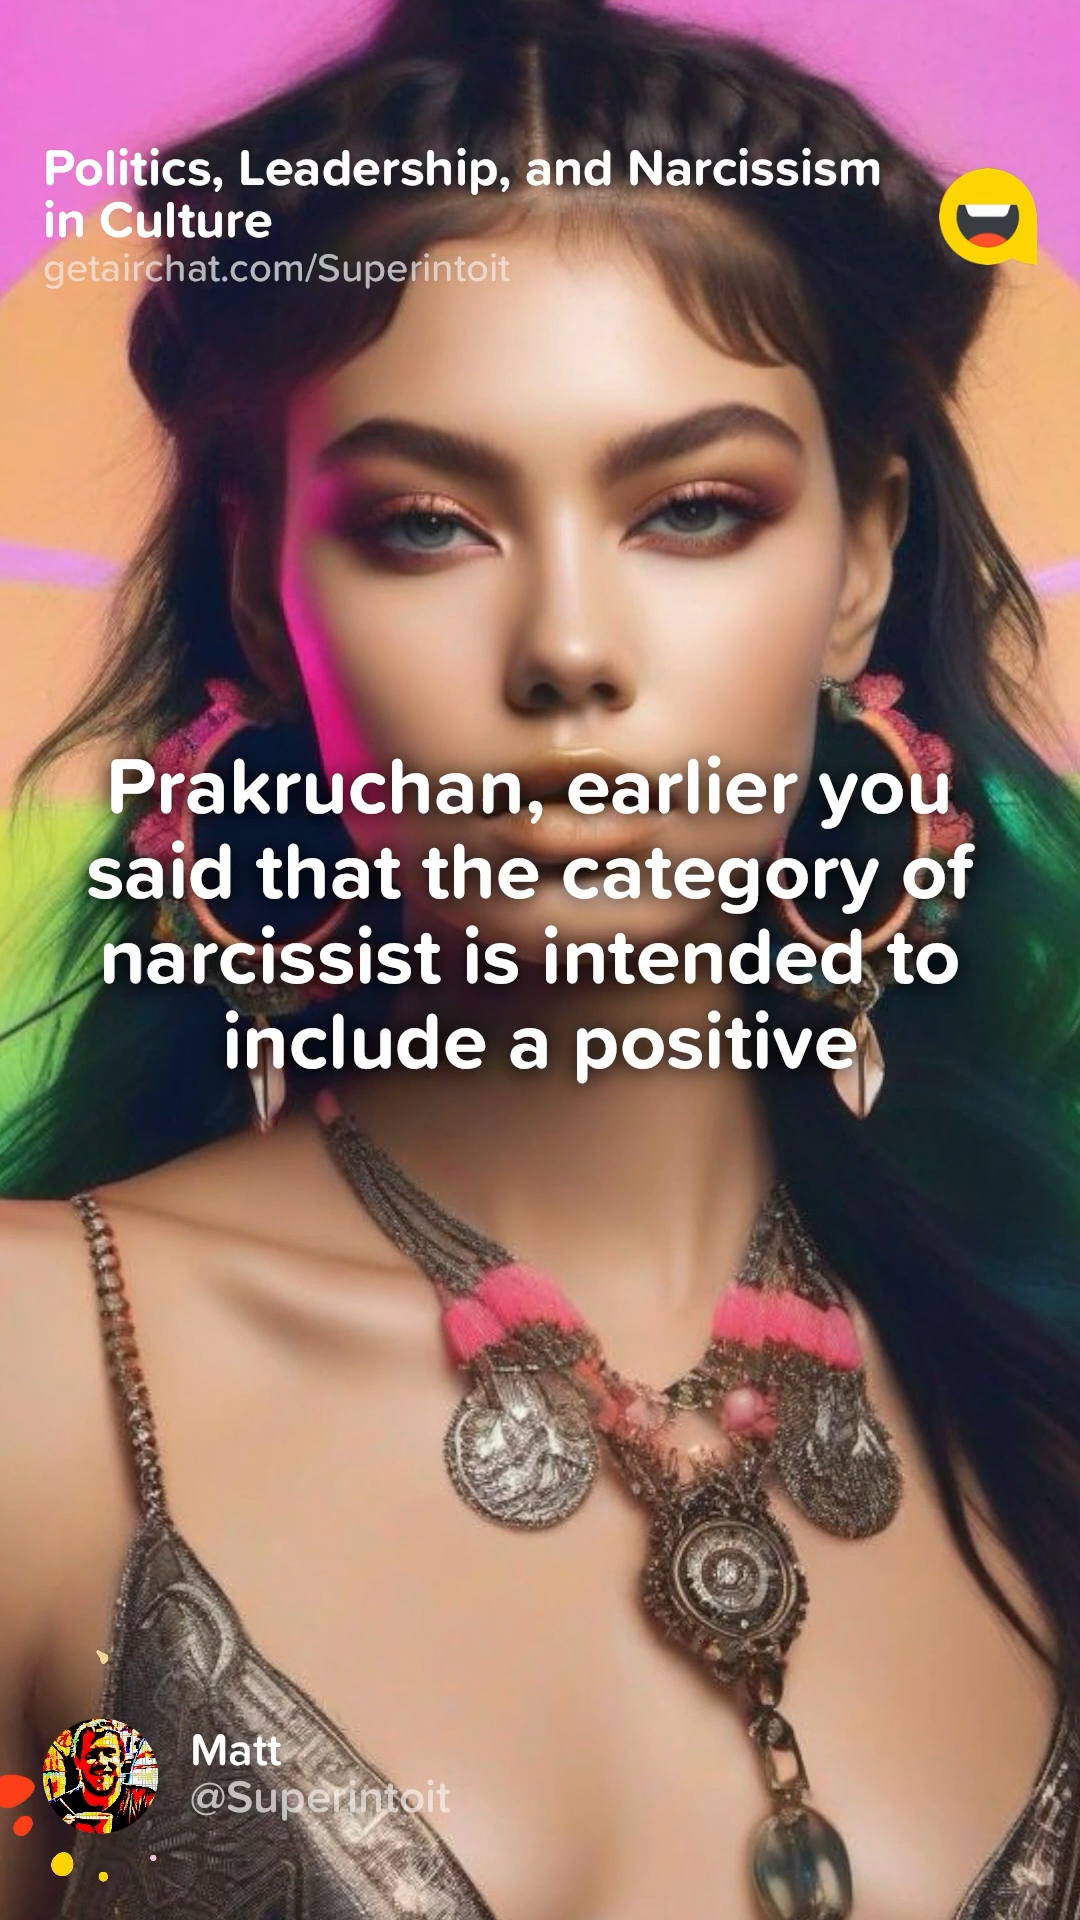 Politics, Leadership, and Narcissism
in Culture
getairchat.com/Superintoit
Prakruchan, earlier you
said that the category of
narcissist is intended to
include a positive
Matt
@Superintoit